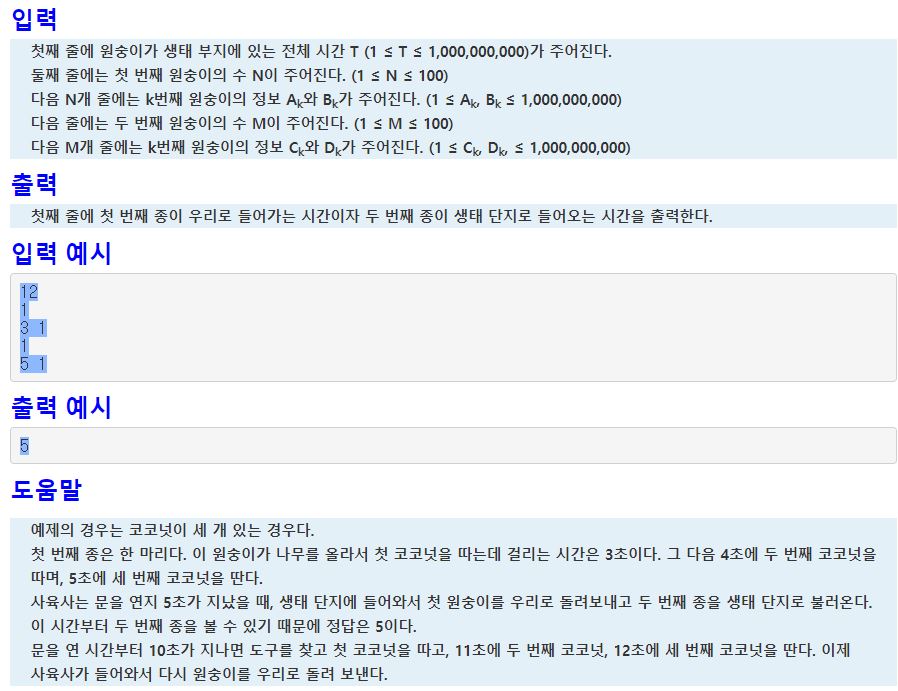 입력
첫째 줄에 원숭이가 생태 부지에 있는 전체 시간 T (1 ≤ T ≤ 1,000,000,000)가 주어진다.
둘째 줄에는 첫 번째 원숭이의 수 N이 주어진다. (1 ≤ N ≤ 100)
다음 N개 줄에는 k번째 원숭이의 정보 Ak와 Bk가 주어진다. (1 ≤ Ak, Bk ≤ 1,000,000,000)
다음 줄에는 두 번째 원숭이의 수 M이 주어진다. (1 ≤ M ≤ 100)
다음 M개 줄에는 k번째 원숭이의 정보 Ck와 Dk가 주어진다. (1 ≤ Ck, Dk, ≤ 1,000,000,000)
출력
첫째 줄에 첫 번째 종이 우리로 들어가는 시간이자 두 번째 종이 생태 단지로 들어오는 시간을 출력한다.
입력 예시
12
1
3 1
1
5 1
출력 예시
5
도움말
예제의 경우는 코코넛이 세 개 있는 경우다.
첫 번째 종은 한 마리다. 이 원숭이가 나무를 올라서 첫 코코넛을 따는데 걸리는 시간은 3초이다. 그 다음 4초에 두 번째 코코넛을
따며, 5초에 세 번째 코코넛을 딴다.
사육사는 문을 연지 5초가 지났을 때, 생태 단지에 들어와서 첫 원숭이를 우리로 돌려보내고 두 번째 종을 생태 단지로 불러온다.
이 시간부터 두 번째 종을 볼 수 있기 때문에 정답은 5이다.
문을 연 시간부터 10초가 지나면 도구를 찾고 첫 코코넛을 따고, 11초에 두 번째 코코넛, 12초에 세 번째 코코넛을 딴다. 이제
사육사가 들어와서 다시 원숭이를 우리로 돌려 보낸다.